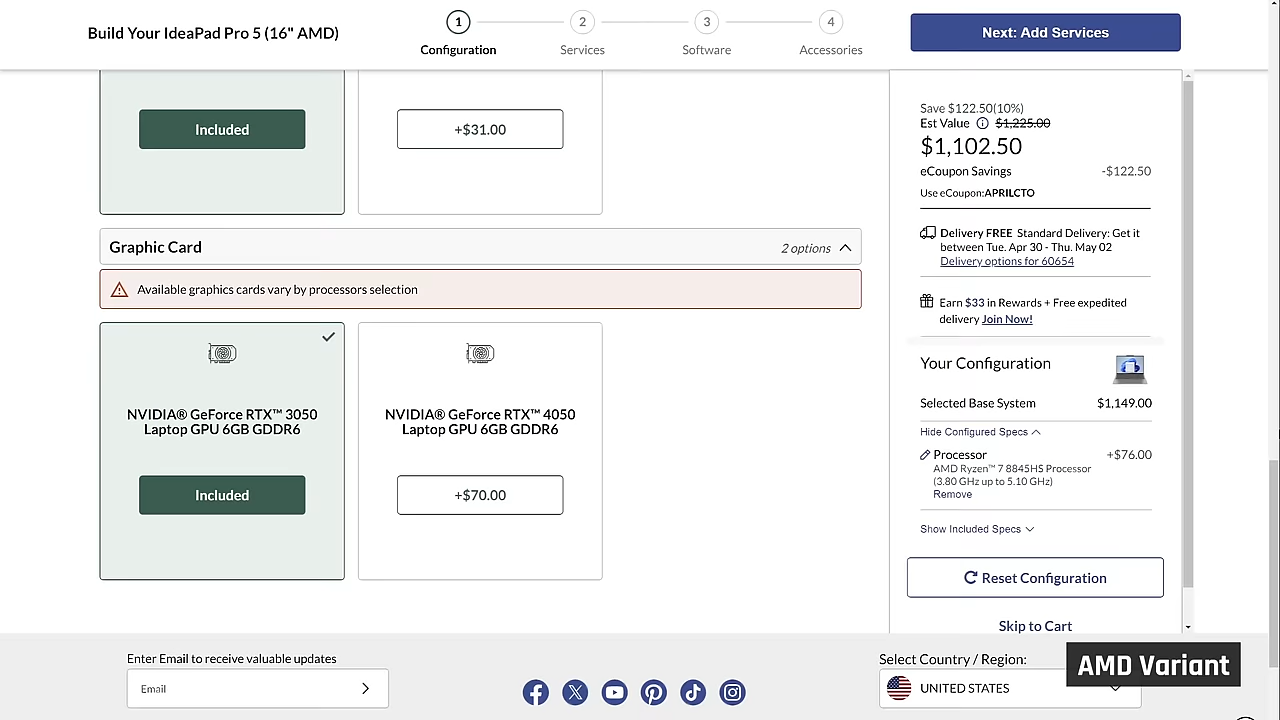 Build Your IdeaPad Pro 5 (16" AMD)
1
2
3
4
Configuration
Services
Software
Accessories
Next: Add Services
Included
+$31.00
Graphic Card
2 options
Available graphics cards vary by processors selection
NVIDIA® GeForce RTX™ 3050
Laptop GPU 6GB GDDR6
Included
NVIDIA® GeForce RTX™ 4050
Laptop GPU 6GB GDDR6
+$70.00
Save $122.50(10%)
Est Value $1,225.00
$1,102.50
eCoupon Savings -$122.50
Use eCoupon:APRILCTO
Delivery FREE Standard Delivery: Get it
between Tue. Apr 30 - Thu. May 02
Delivery options for 60654
Earn $33 in Rewards + Free expedited
delivery Join Now!
Your Configuration
Selected Base System $1,149.00
Hide Configured Specs
Processor +$76.00
AMD Ryzen™ 7 8845HS Processor
(3.80 GHz up to 5.10 GHz)
Remove
Show Included Specs
Reset Configuration
Skip to Cart
Enter Email to receive valuable updates
Email
Select Country / Region:
UNITED STATES
AMD Variant